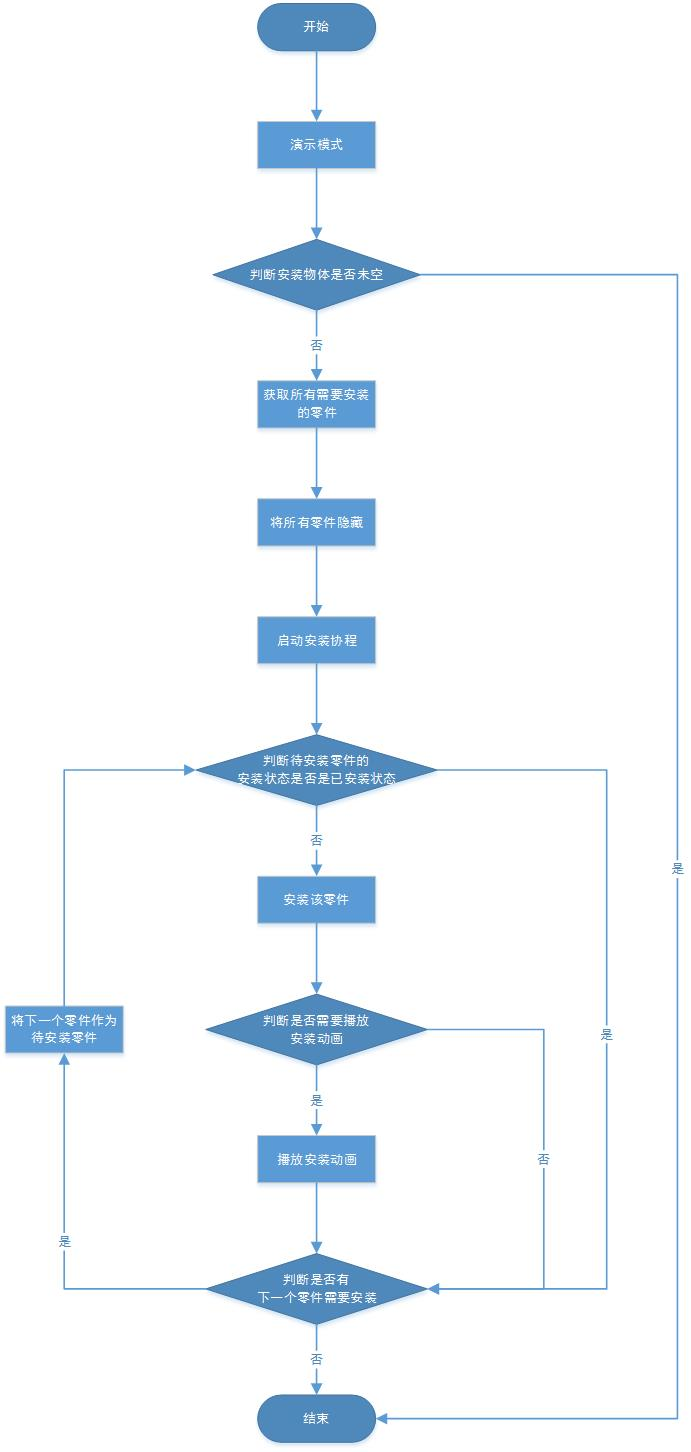 开始
演示模式
判断安装物体是否未空
否
获取所有需要安装
的零件
将所有零件隐藏
启动安装协程
判断待安装零件的
安装状态是否是已安装状态
否
是
安装该零件
将下一个零件作为
待安装零件
判断是否需要播放
安装动画
是
是
播放安装动画
否
是
判断是否有
下一个零件需要安装
否
结束